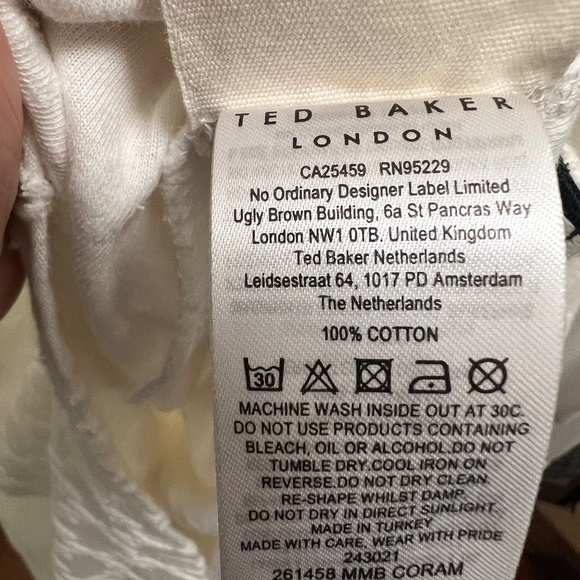 TED BAKER
LONDON
CA25459 RN95229
No Ordinary Designer Label Limited
Ugly Brown Building, 6a St Pancras Way
London NW1 0TB. United Kingdom
Ted Baker Netherlands
Leidsestraat 64, 1017 PD Amsterdam
The Netherlands
100% COTTON
30
MACHINE WASH INSIDE OUT AT 30C.
DO NOT USE PRODUCTS CONTAINING
BLEACH, OIL OR ALCOHOL.DO NOT
TUMBLE DRY.COOL IRON ON
REVERSE.DO NOT DRY CLEAN.
RE-SHAPE WHILST DAMP.
DO NOT DRY IN DIRECT SUNLIGHT.
MADE IN TURKEY
MADE WITH CARE, WEAR WITH PRIDE
243021
261458 MMB CORAM